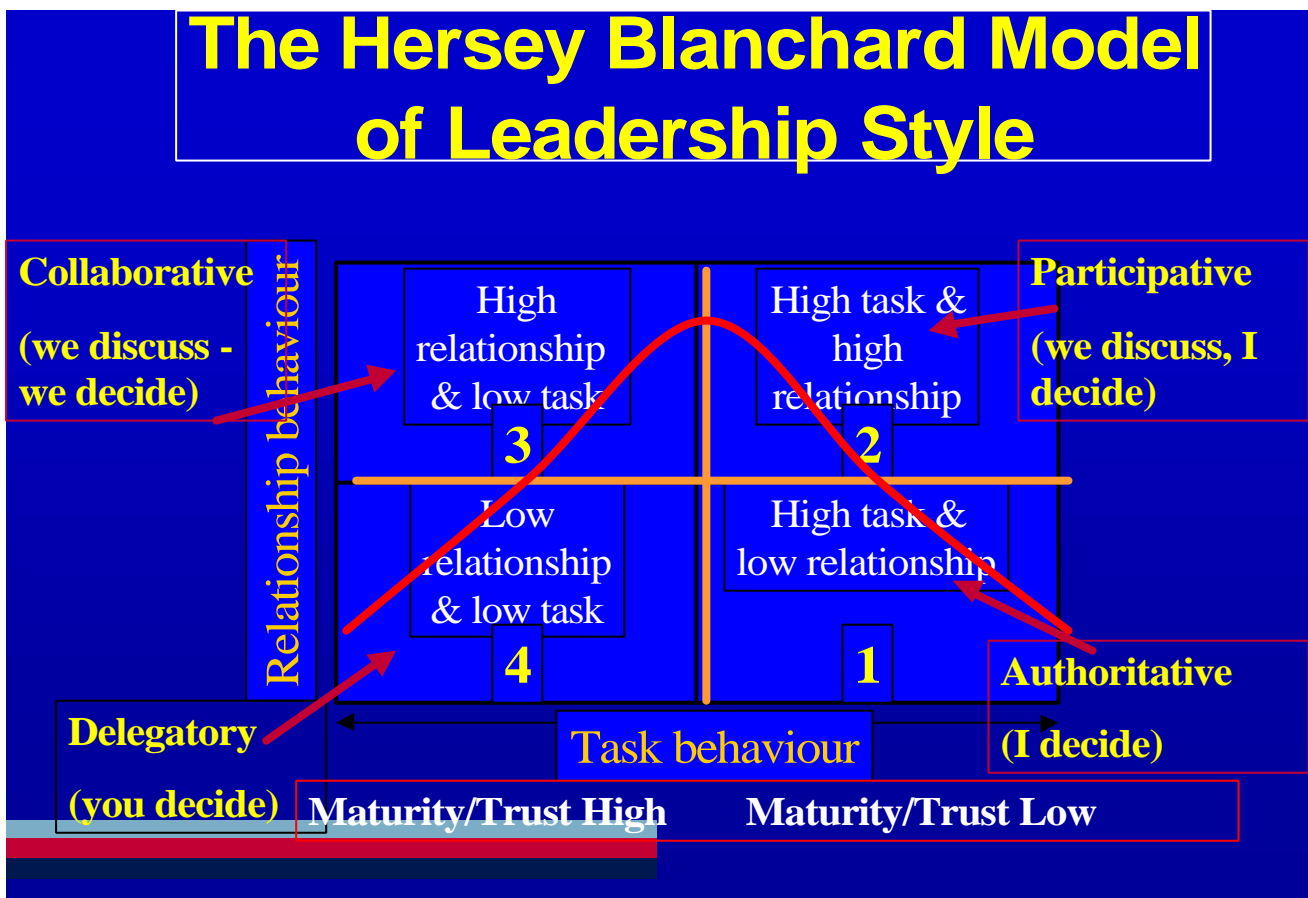 The Hersey Blanchard Model
of Leadership Style
Collaborative
(we discuss -
we decide)
Relationship behaviour
High
relationship
& low task
3
High task &
high
relationship
2
Participative
(we discuss, I
decide)
Low
relationship
& low task
4
High task &
low relationship
1
Authoritative
(I decide)
Delegatory
(you decide)
Task behaviour
Maturity/Trust High Maturity/Trust Low